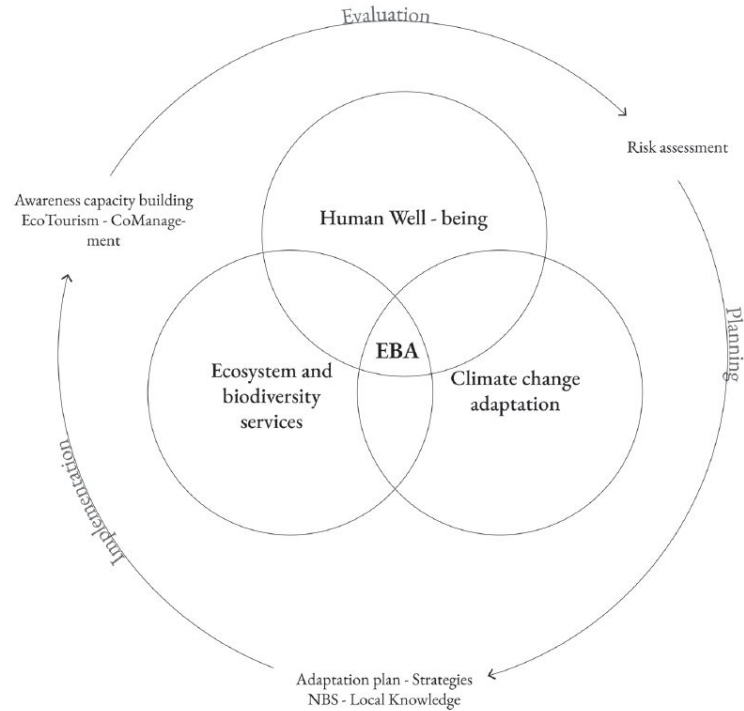 Evaluation
Risk assessment
Awareness capacity building
EcoTourism - CoManage-
ment
Human Well - being
Planning
EBA
Ecosystem and
biodiversity
services
Climate change
adaptation
Implementation
Adaptation plan - Strategies
NBS - Local Knowledge